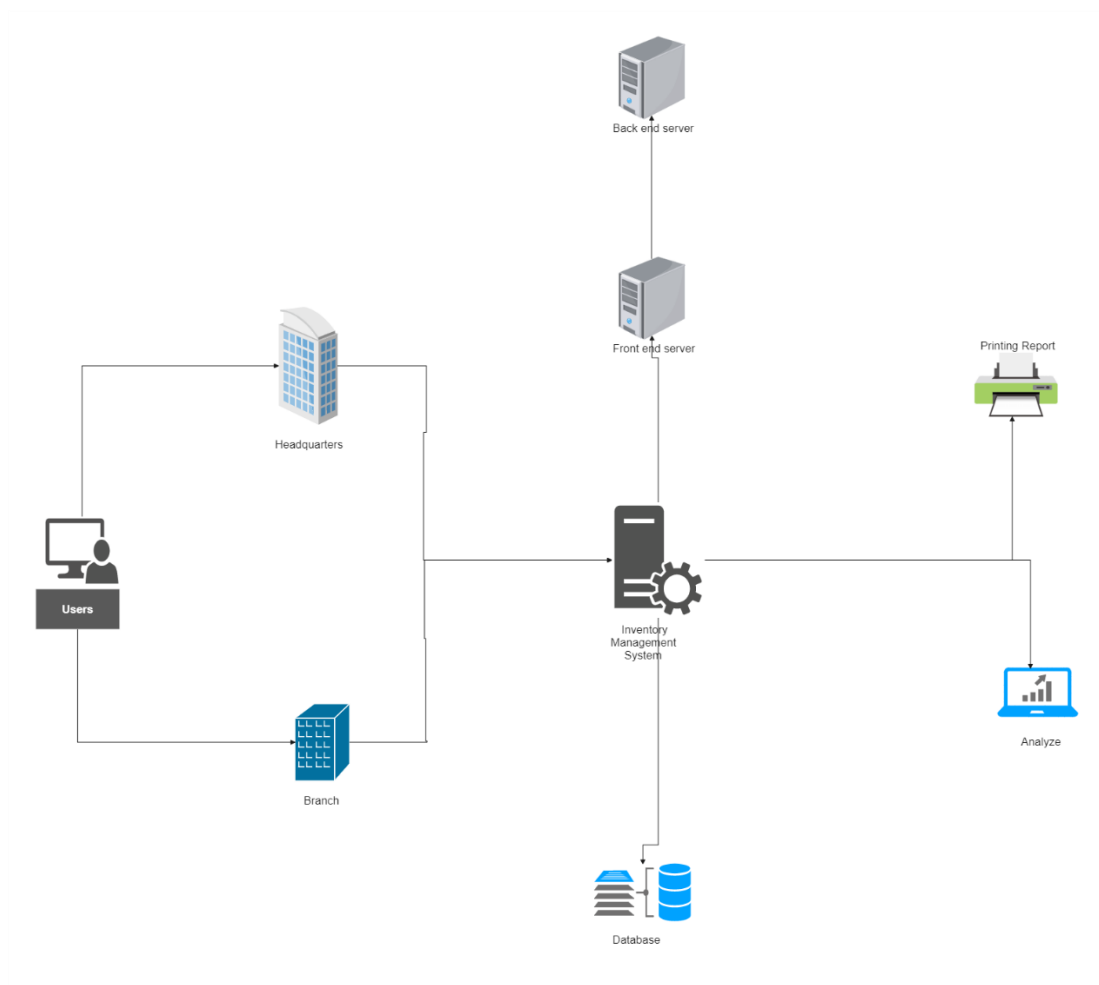 Back end server
Front end server
Printing Report
Headquarters
Users
Inventory
Management
System
Analyze
Branch
Database